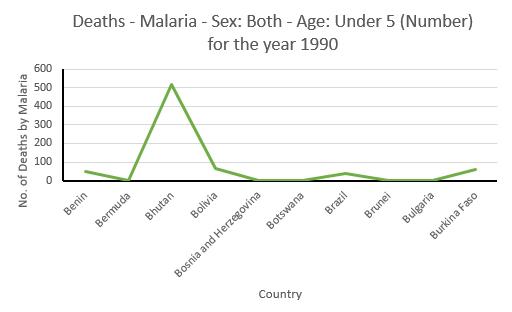 Deaths - Malaria - Sex: Both - Age: Under 5 (Number)
for the year 1990
No. of Deaths by Malaria
600
500
400
300
200
100
0
Benin
Bermuda
Bhutan
Bolivia
Bosnia and Herzegovina
Botswana
Brazil
Brunei
Bulgaria
Burkina Faso
Country